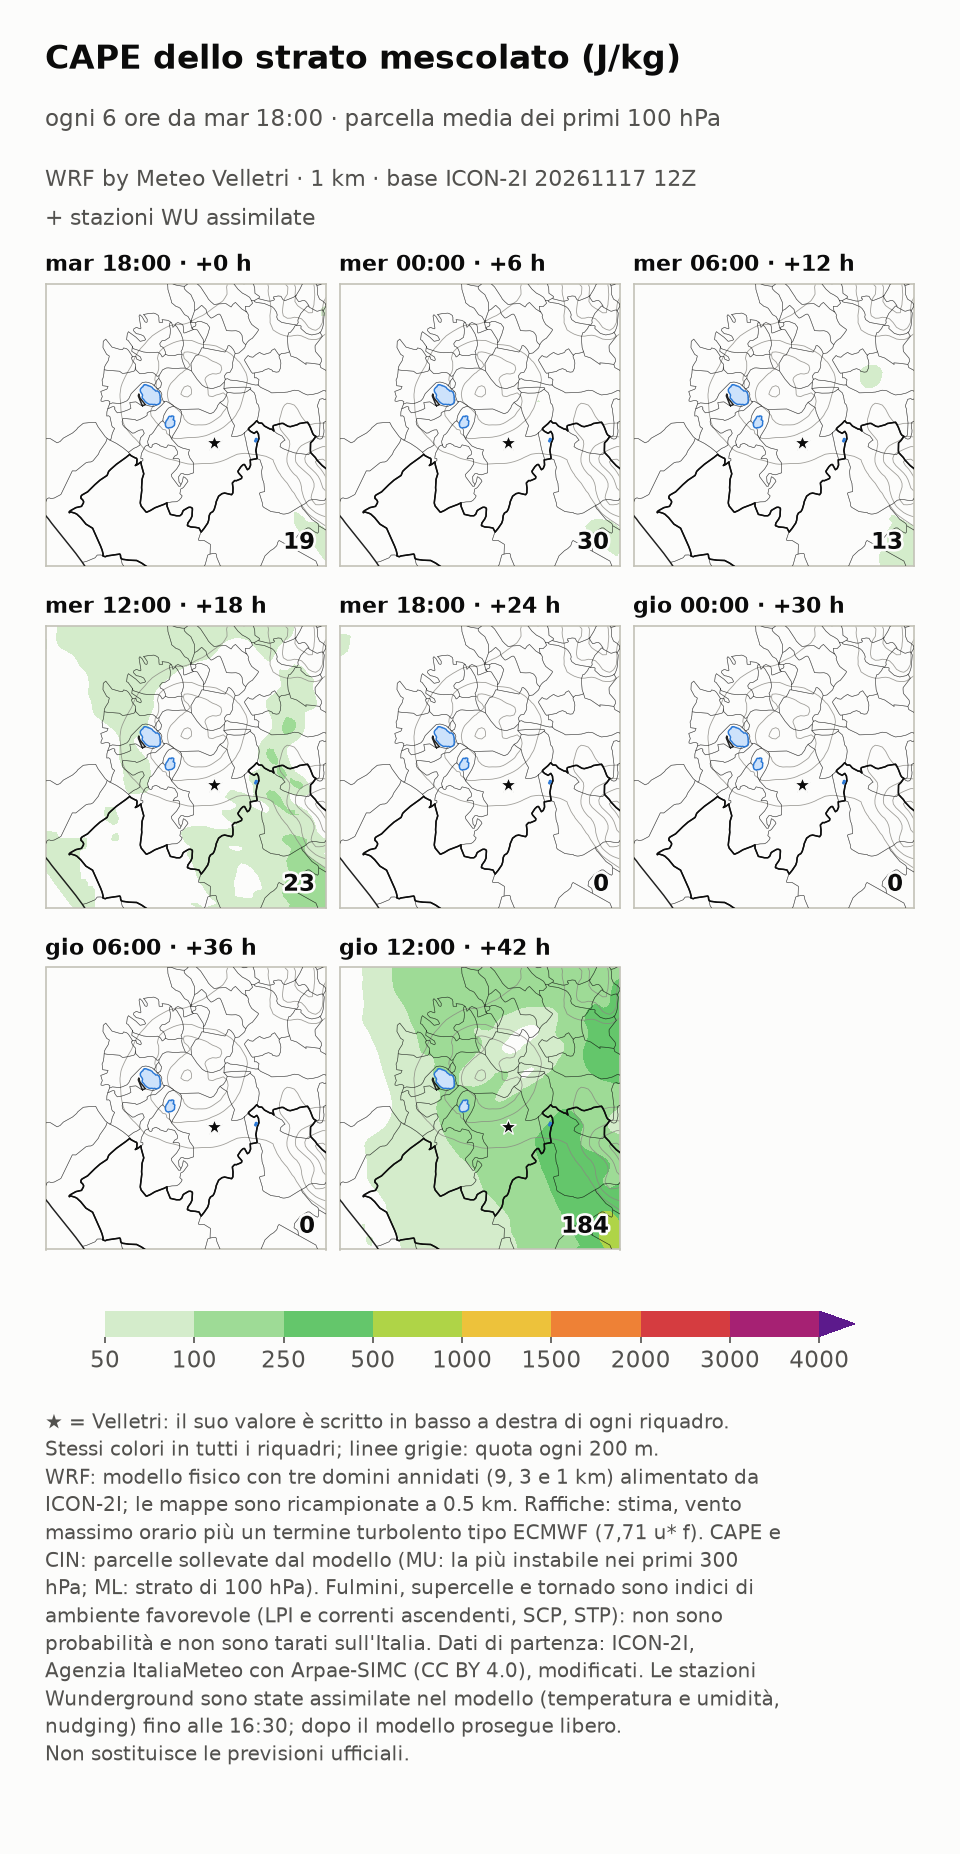 CAPE dello strato mescolato (J/kg)
ogni 6 ore da mar 18:00 · parcella media dei primi 100 hPa
WRF by Meteo Velletri · 1 km · base ICON-2I 20261117 12Z
+ stazioni WU assimilate
mar 18:00 · +0 h
mer 00:00 · +6 h
mer 06:00 · +12 h
19
30
13
mer 12:00 · +18 h
mer 18:00 · +24 h
gio 00:00 · +30 h
23
0
0
gio 06:00 · +36 h
gio 12:00 · +42 h
0
184
50 100 250 500 1000 1500 2000 3000 4000
★ = Velletri: il suo valore è scritto in basso a destra di ogni riquadro.
Stessi colori in tutti i riquadri; linee grigie: quota ogni 200 m.
WRF: modello fisico con tre domini annidati (9, 3 e 1 km) alimentato da
ICON-2I; le mappe sono ricampionate a 0.5 km. Raffiche: stima, vento
massimo orario più un termine turbolento tipo ECMWF (7,71 u* f). CAPE e
CIN: parcelle sollevate dal modello (MU: la più instabile nei primi 300
hPa; ML: strato di 100 hPa). Fulmini, supercelle e tornado sono indici di
ambiente favorevole (LPI e correnti ascendenti, SCP, STP): non sono
probabilità e non sono tarati sull'Italia. Dati di partenza: ICON-2I,
Agenzia ItaliaMeteo con Arpae-SIMC (CC BY 4.0), modificati. Le stazioni
Wunderground sono state assimilate nel modello (temperatura e umidità,
nudging) fino alle 16:30; dopo il modello prosegue libero.
Non sostituisce le previsioni ufficiali.